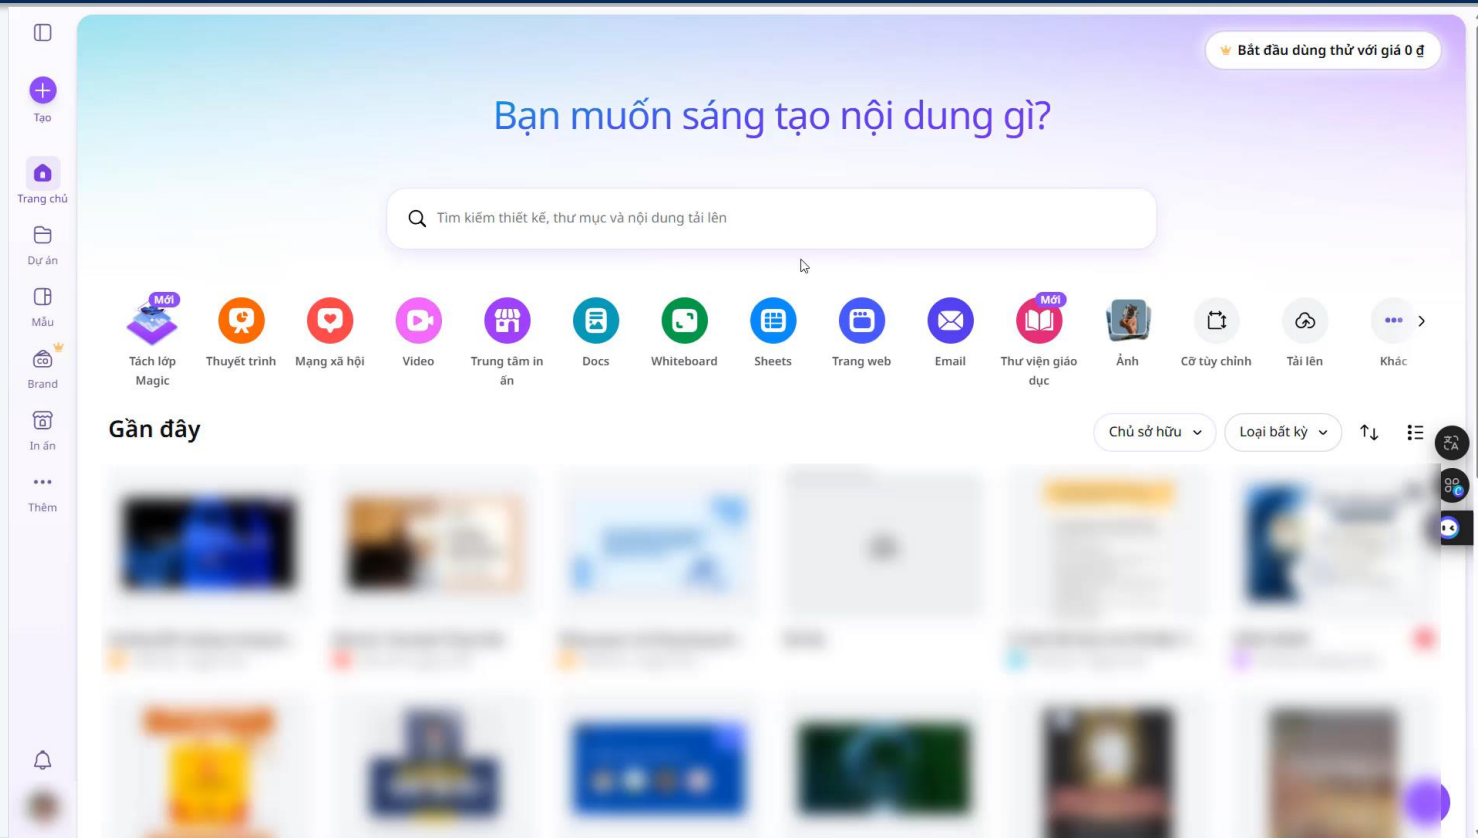 Bắt đầu dùng thử với giá 0 ₫
Tạo
Trang chủ
Dự án
Mẫu
Brand
In ấn
Thêm
Bạn muốn sáng tạo nội dung gì?
Tìm kiếm thiết kế, thư mục và nội dung tải lên
Mới
Tách lớp
Magic
Thuyết trình
Mạng xã hội
Video
Trung tâm in
ấn
Docs
Whiteboard
Sheets
Trang web
Email
Mới
Thư viện giáo
dục
Ảnh
Cỡ tùy chỉnh
Tải lên
Khác
Gần đây
Chủ sở hữu
Loại bất kỳ